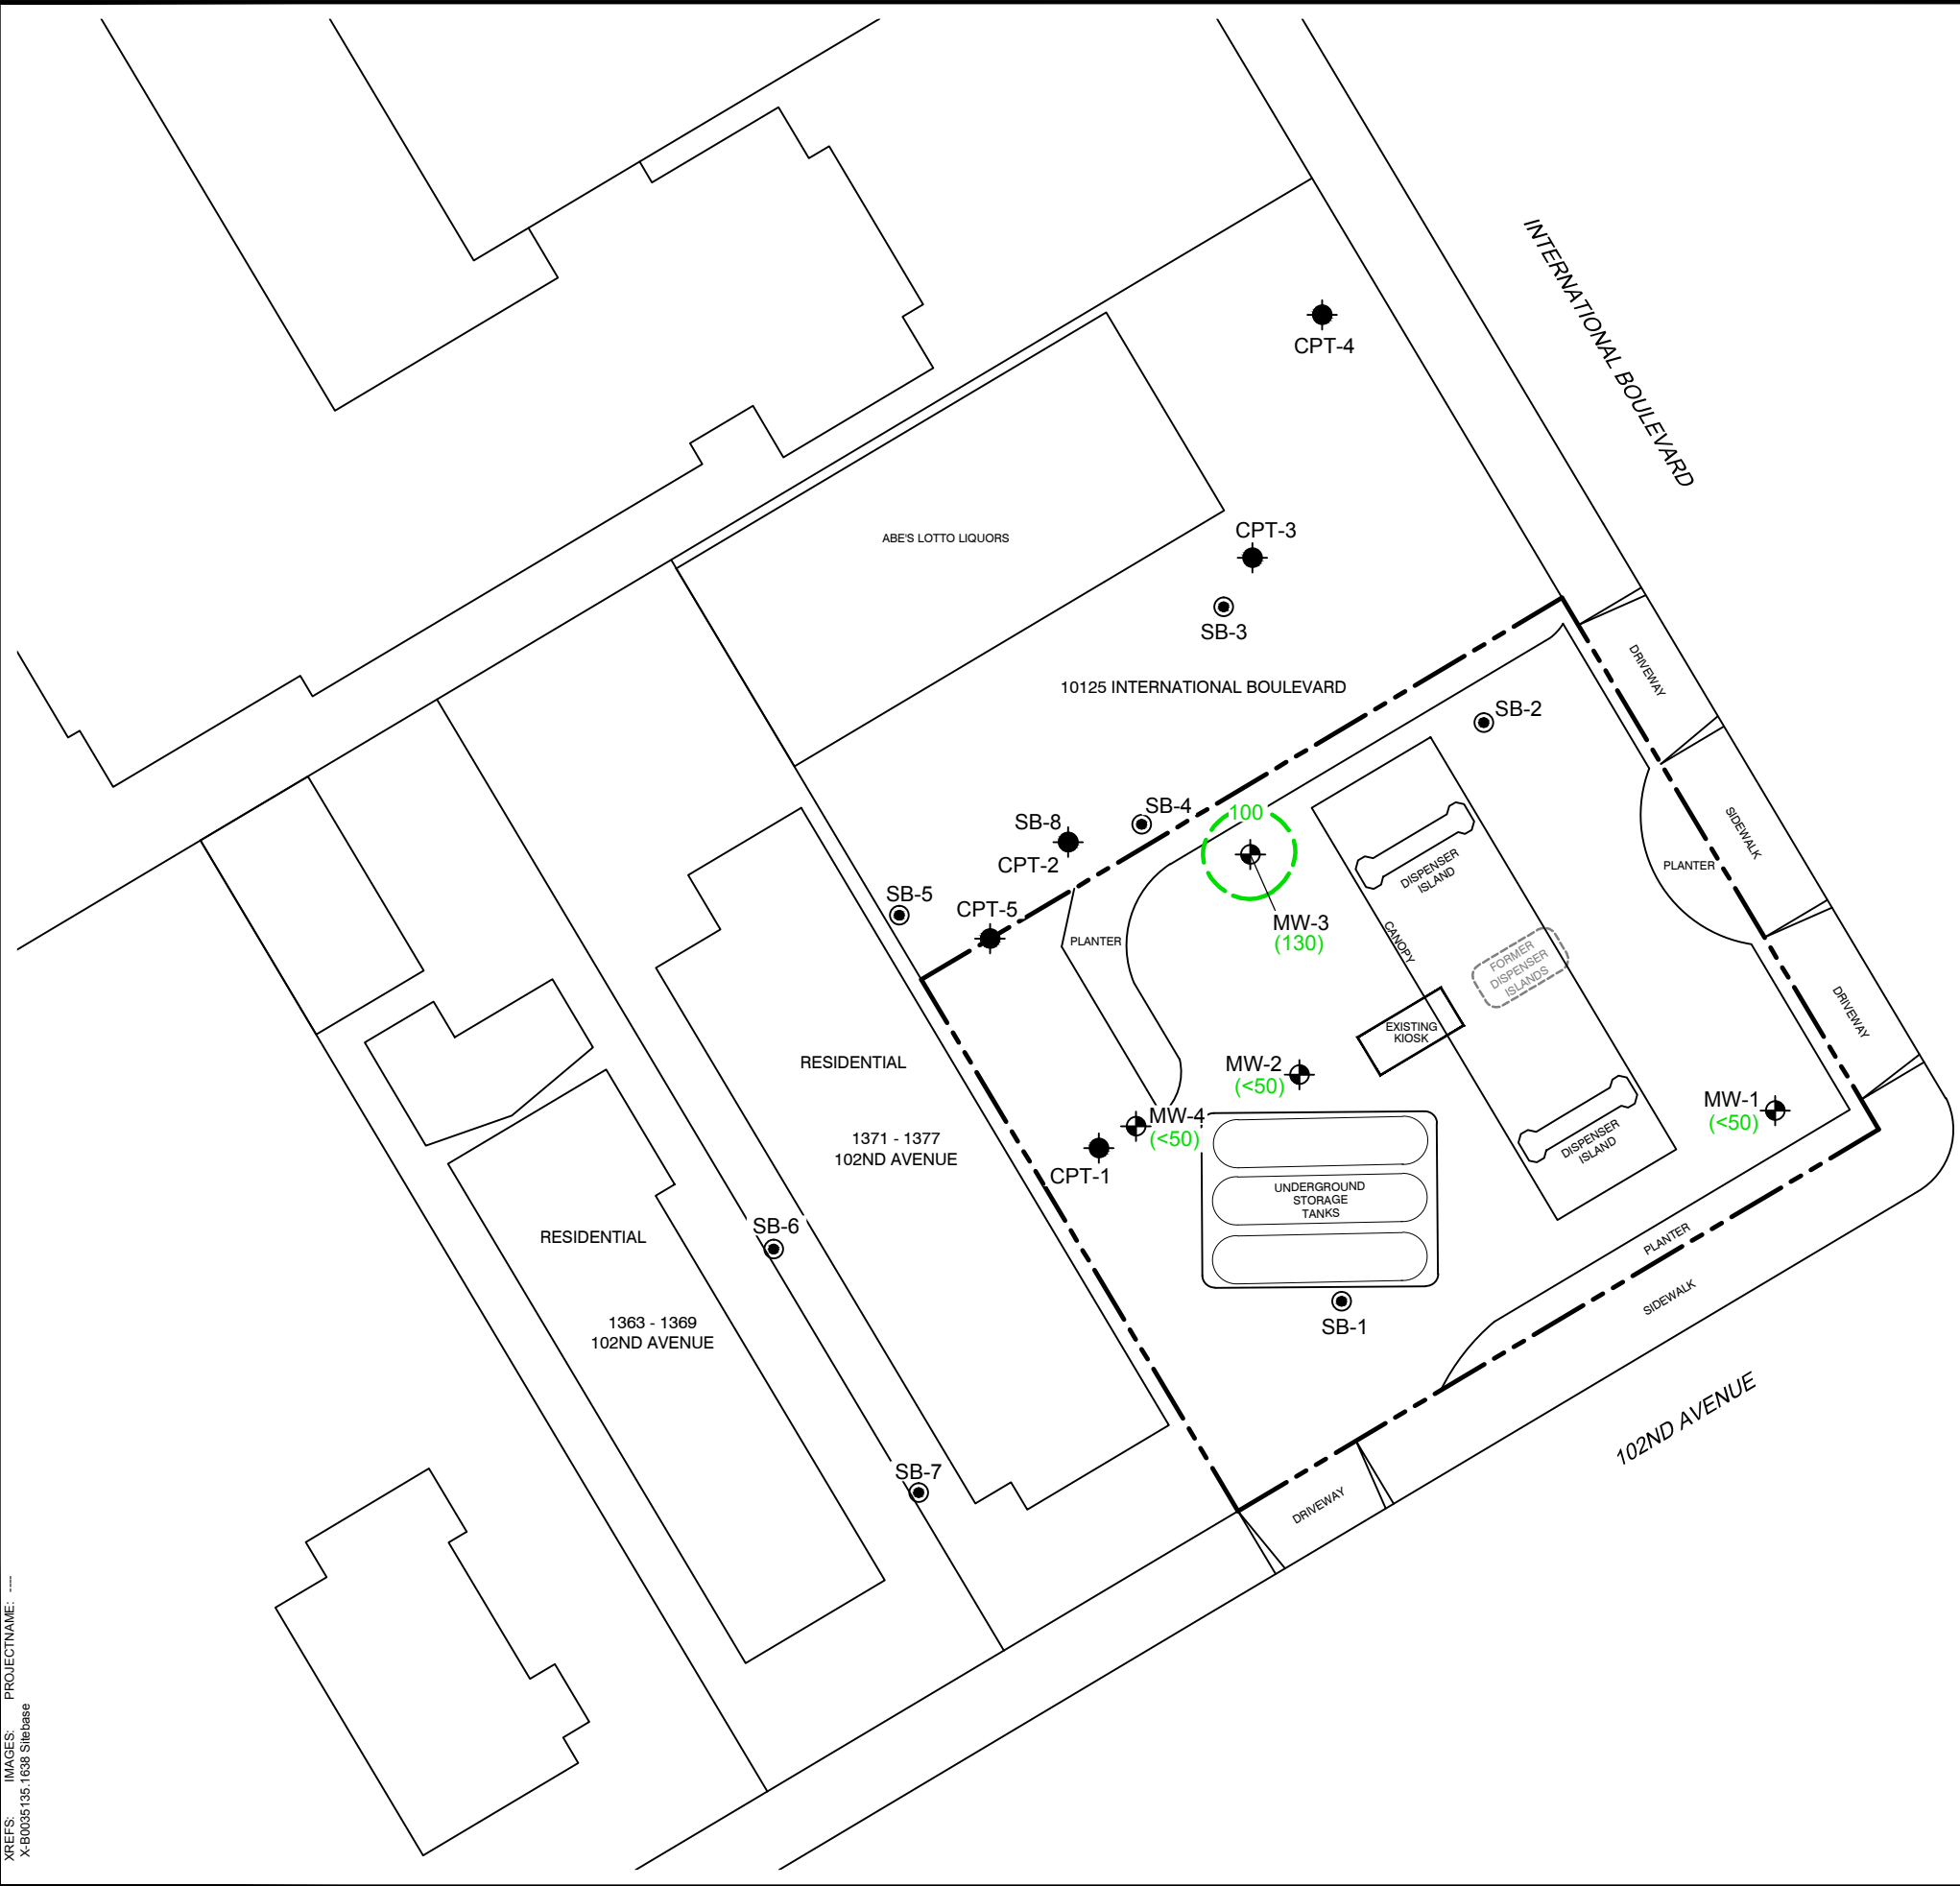 INTERNATIONAL BOULEVARD
CPT-4
CPT-3
ABE'S LOTTO LIQUORS
SB-3
10125 INTERNATIONAL BOULEVARD
DRIVEWAY
SB-2
SB-4
100
SB-8
CPT-2
SIDEWALK
PLANTER
DISPENSER
ISLAND
SB-5
CPT-5
MW-3
(130)
PLANTER
CANOPY
FORMER
DISPENSER
ISLANDS
DRIVEWAY
EXISTING
KIOSK
RESIDENTIAL
MW-2
(<50)
MW-1
(<50)
MW-4
(<50)
1371 - 1377
102ND AVENUE
CPT-1
DISPENSER
ISLAND
UNDERGROUND
STORAGE
TANKS
SB-6
RESIDENTIAL
PLANTER
SIDEWALK
1363 - 1369
102ND AVENUE
SB-1
102ND AVENUE
SB-7
DRIVEWAY
XREFS: IMAGES: PROJECTNAME: ----
X-B0035135.1638 Sitebase